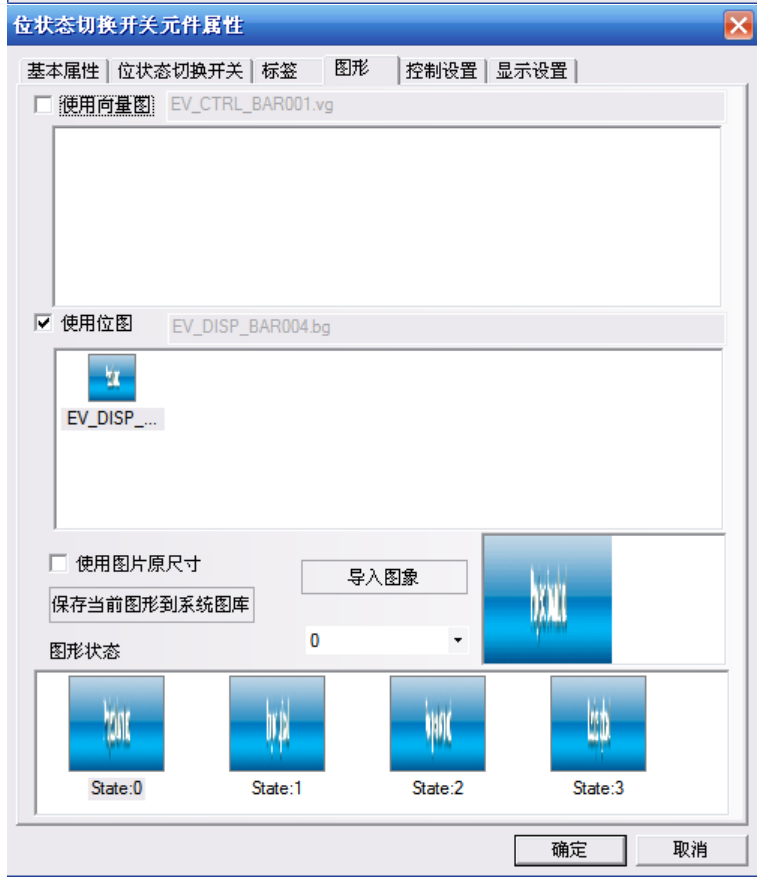 位状态切换开关元件属性
基本属性 位状态切换开关 标签 图形 控制设置 显示设置
使用向量图 EV_CTRL_BAR001.vg
使用位图 EV_DISP_BAR004.bg
EV_DISP_...
使用图片原尺寸
导入图象
保存当前图形到系统图库
图形状态
0
State:0 State:1 State:2 State:3
确定 取消